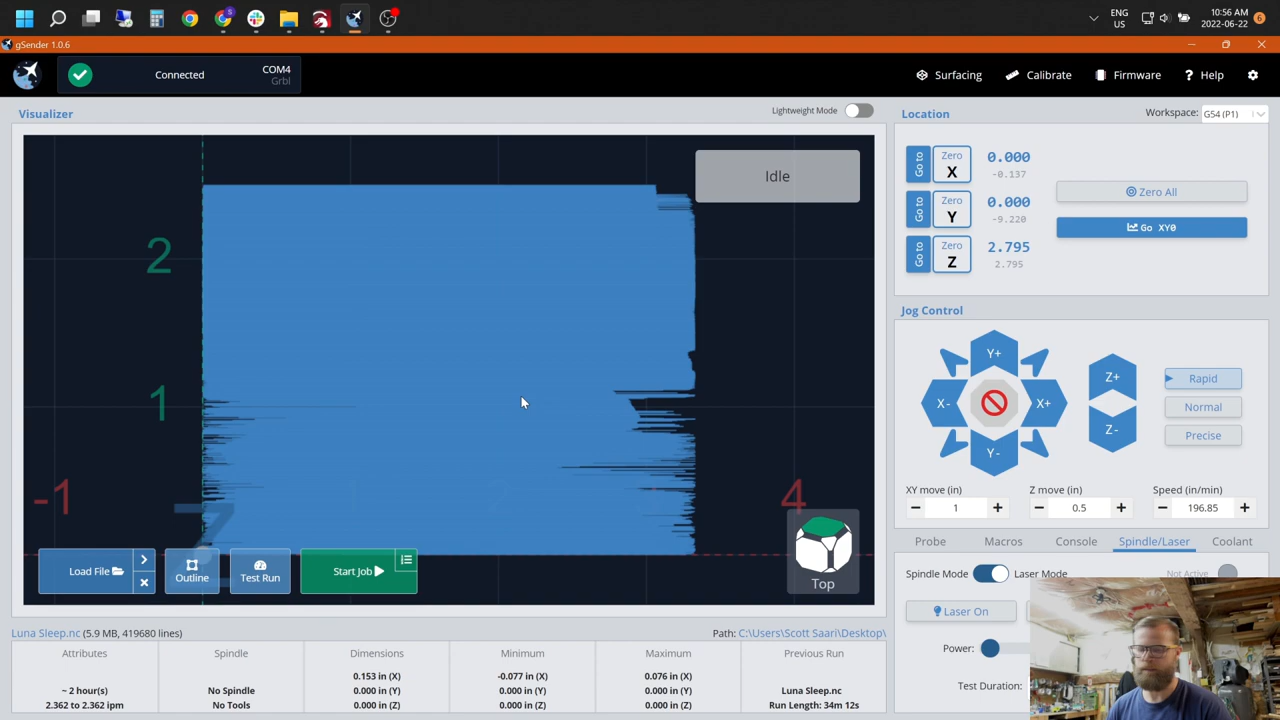 ENG
US
10:56 AM
2022-06-22
6
gSender 1.0.6
Connected
COM4
Grbl
Surfacing
Calibrate
Firmware
Help
Visualizer
Lightweight Mode
Location
Workspace:
G54 (P1)
Idle
Go to
Zero
X
0.000
-0.137
Zero All
Go to
Zero
Y
0.000
-9.220
Go XY0
Go to
Zero
Z
2.795
2.795
2
1
-1
1
2
4
Z
Jog Control
Y+
X-
X+
Y-
Z+
Z-
Rapid
Normal
Precise
XY move (in)
Z move (in)
Speed (in/min)
1
0.5
196.85
Load File
Outline
Test Run
Start Job
Top
Probe
Macros
Console
Spindle/Laser
Coolant
Spindle Mode
Laser Mode
Not Active
Laser On
Power:
Test Duration:
Luna Sleep.nc (5.9 MB, 419680 lines)
Path: C:\Users\Scott Saari\Desktop\
Attributes
Spindle
Dimensions
Minimum
Maximum
Previous Run
~ 2 hour(s)
2.362 to 2.362 ipm
No Spindle
No Tools
0.153 in (X)
0.000 in (Y)
0.000 in (Z)
-0.077 in (X)
0.000 in (Y)
0.000 in (Z)
0.076 in (X)
0.000 in (Y)
0.000 in (Z)
Luna Sleep.nc
Run Length: 34m 12s